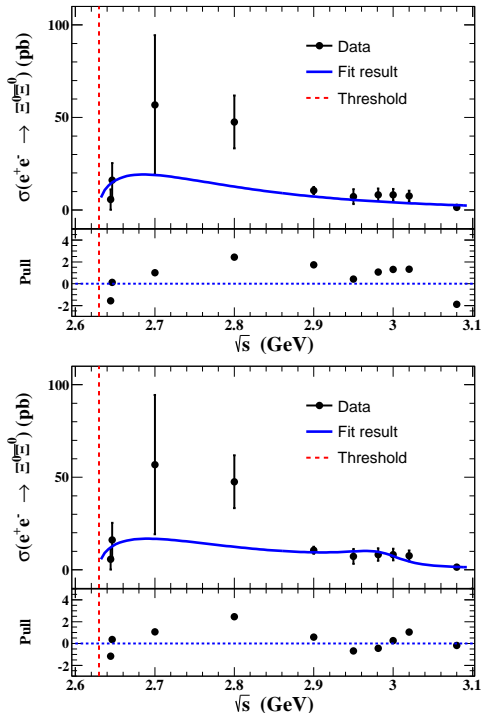 100
Data
Fit result
Threshold
50
0
σ(e⁺e⁻ → Ξ⁰Ξ̄⁰) (pb)
4
2
0
-2
Pull
2.6 2.7 2.8 2.9 3 3.1
√s (GeV)
100
Data
Fit result
Threshold
50
0
σ(e⁺e⁻ → Ξ⁰Ξ̄⁰) (pb)
4
2
0
-2
Pull
2.6 2.7 2.8 2.9 3 3.1
√s (GeV)